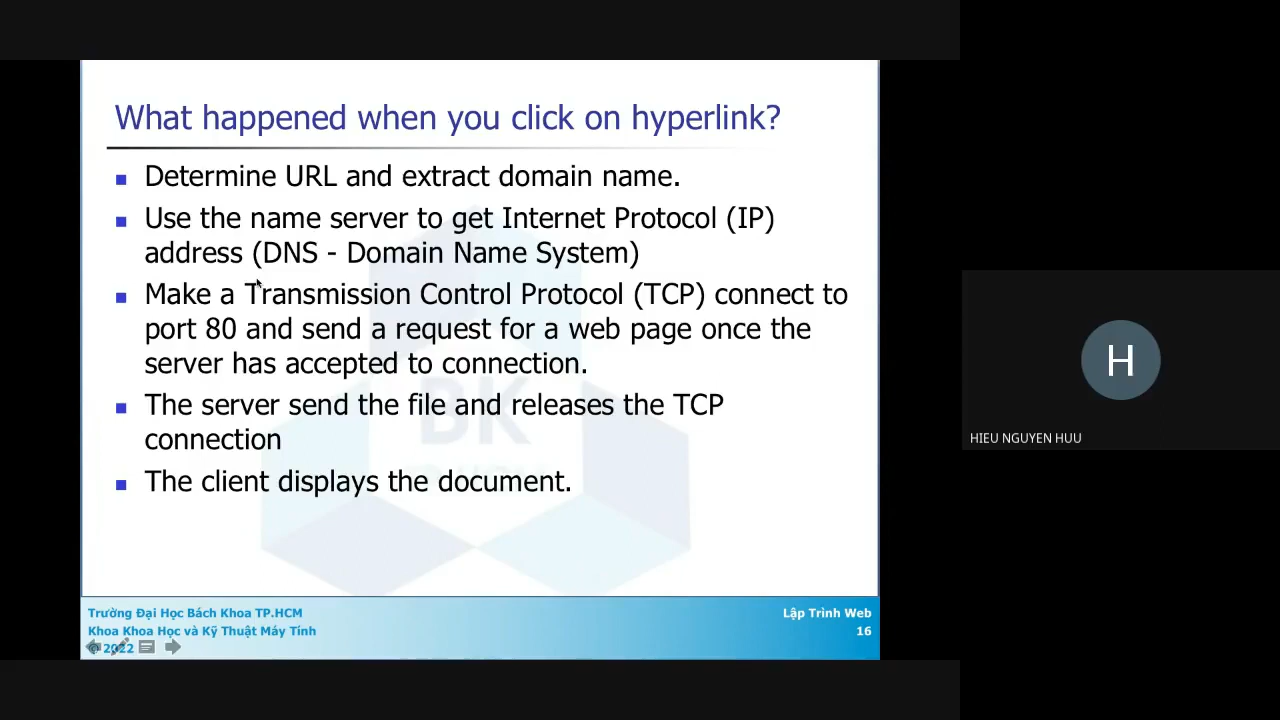 What happened when you click on hyperlink?
Determine URL and extract domain name.
Use the name server to get Internet Protocol (IP)
address (DNS - Domain Name System)
Make a Transmission Control Protocol (TCP) connect to
port 80 and send a request for a web page once the
server has accepted to connection.
The server send the file and releases the TCP
connection
The client displays the document.
BK
Trường Đại Học Bách Khoa TP.HCM
Khoa Khoa Học và Kỹ Thuật Máy Tính
© 2022
Lập Trình Web
16
H
HIEU NGUYEN HUU